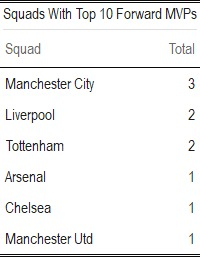 Squads With Top 10 Forward MVPs
Squad Total
Manchester City 3
Liverpool 2
Tottenham 2
Arsenal 1
Chelsea 1
Manchester Utd 1